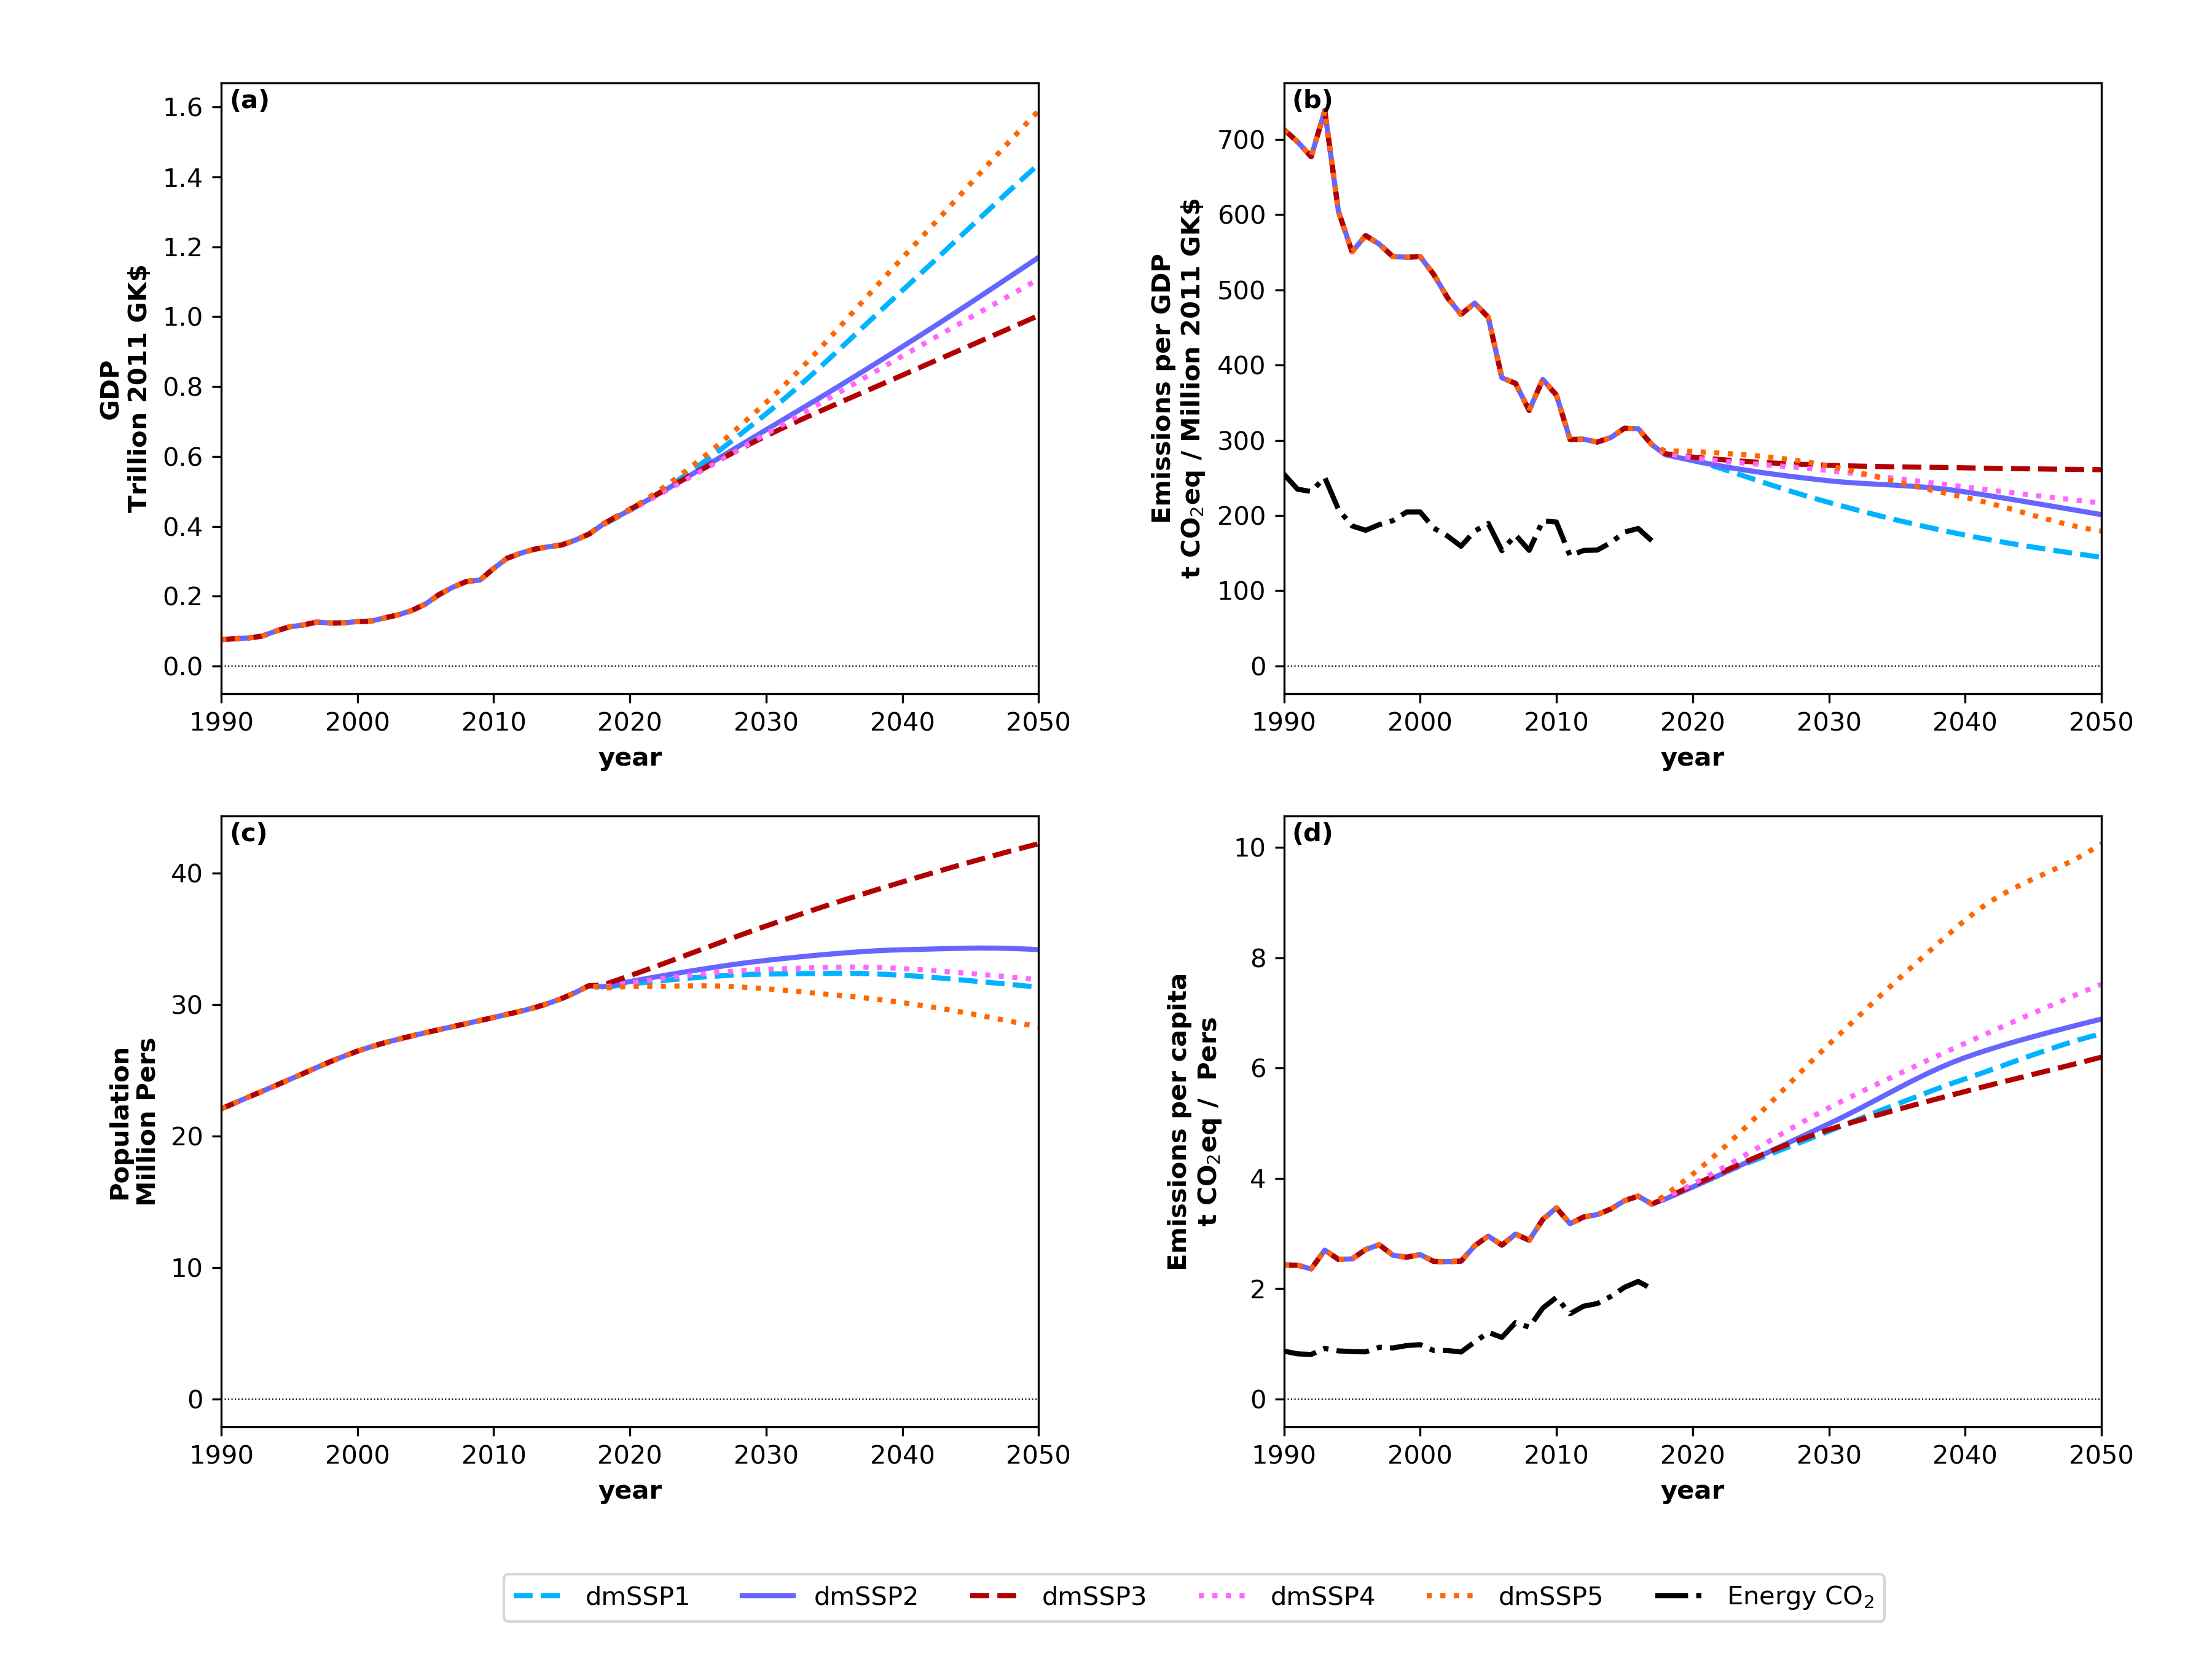 (a)
GDP
Trillion 2011 GK$
1.6
1.4
1.2
1.0
0.8
0.6
0.4
0.2
0.0
1990 2000 2010 2020 2030 2040 2050
year
(b)
Emissions per GDP
t CO₂eq / Million 2011 GK$
700
600
500
400
300
200
100
0
1990 2000 2010 2020 2030 2040 2050
year
(c)
Population
Million Pers
40
30
20
10
0
1990 2000 2010 2020 2030 2040 2050
year
(d)
Emissions per capita
t CO₂eq / Pers
10
8
6
4
2
0
1990 2000 2010 2020 2030 2040 2050
year
dmSSP1 dmSSP2 dmSSP3 dmSSP4 dmSSP5 Energy CO₂